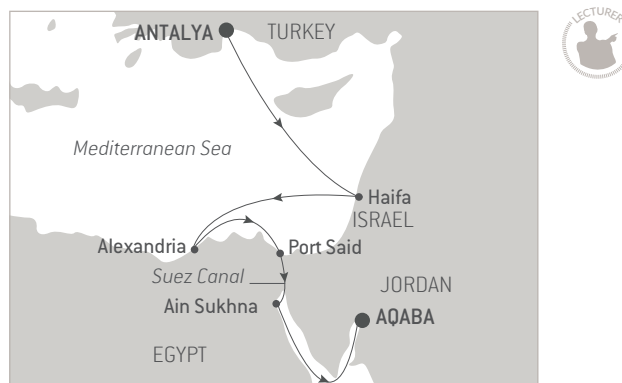 LECTURER
ANTALYA
TURKEY
Mediterranean Sea
Haifa
ISRAEL
Alexandria
Port Said
Suez Canal
JORDAN
Ain Sukhna
AQABA
EGYPT